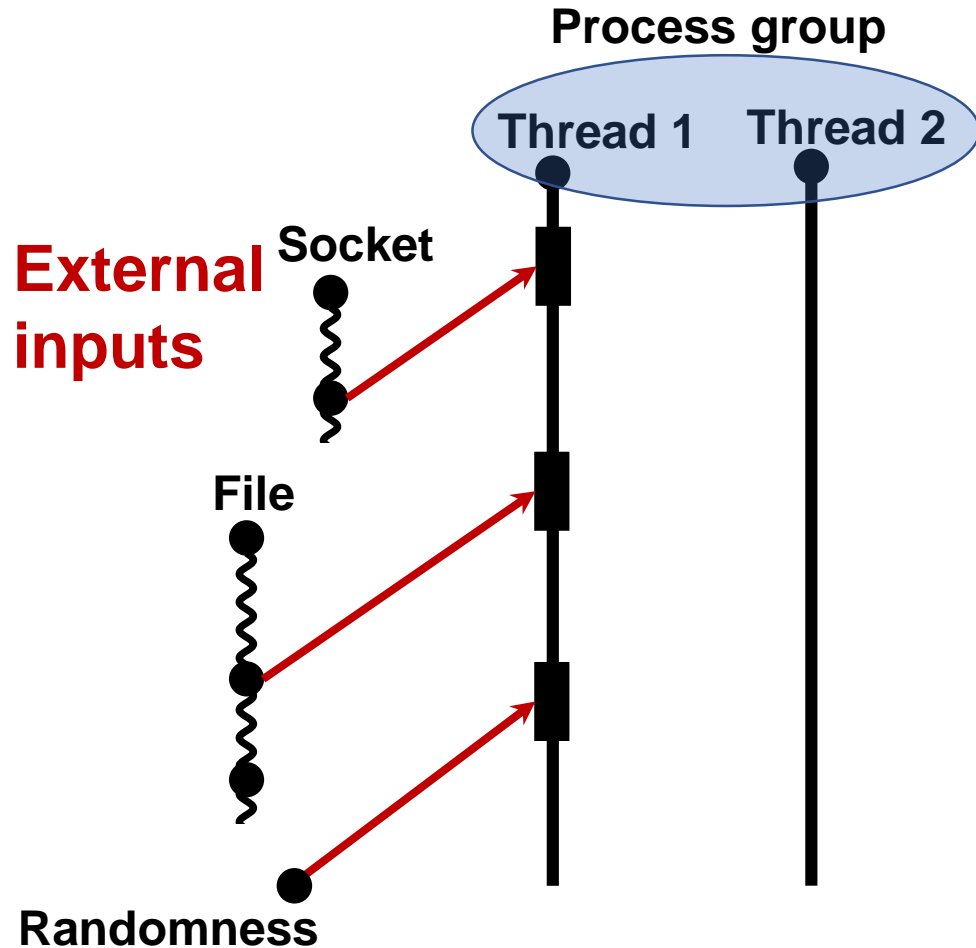 Process group
Thread 1
Thread 2
External
inputs
Socket
File
Randomness